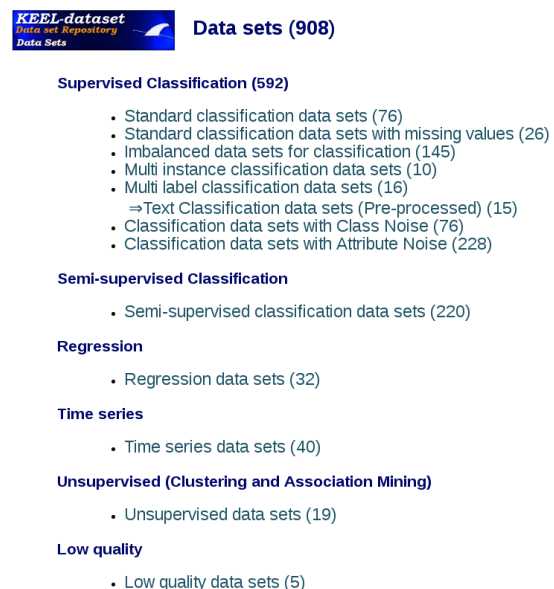 KEEL-dataset
Data set Repository
Data Sets
Data sets (908)
Supervised Classification (592)
• Standard classification data sets (76)
• Standard classification data sets with missing values (26)
• Imbalanced data sets for classification (145)
• Multi instance classification data sets (10)
• Multi label classification data sets (16)
⇒Text Classification data sets (Pre-processed) (15)
• Classification data sets with Class Noise (76)
• Classification data sets with Attribute Noise (228)
Semi-supervised Classification
• Semi-supervised classification data sets (220)
Regression
• Regression data sets (32)
Time series
• Time series data sets (40)
Unsupervised (Clustering and Association Mining)
• Unsupervised data sets (19)
Low quality
• Low quality data sets (5)